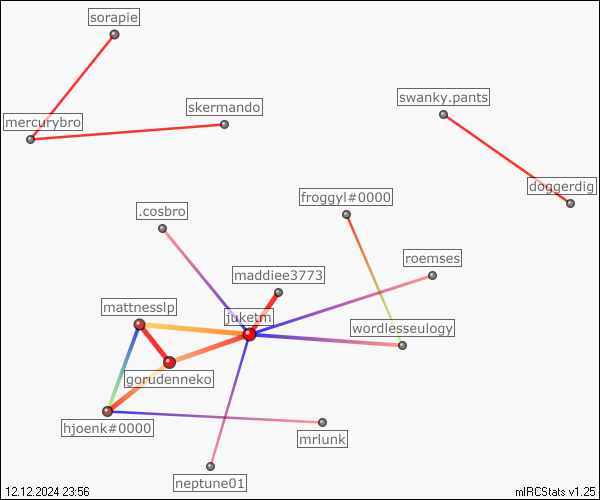 sorapie
swanky.pants
skermando
mercurybro
doggerdig
froggyl#0000
.cosbro
roemses
maddiee3773
mattnesslp
juketm
wordlesseulogy
gorudenneko
hjoenk#0000
mrlunk
neptune01
12.12.2024 23:56
mIRCStats v1.25